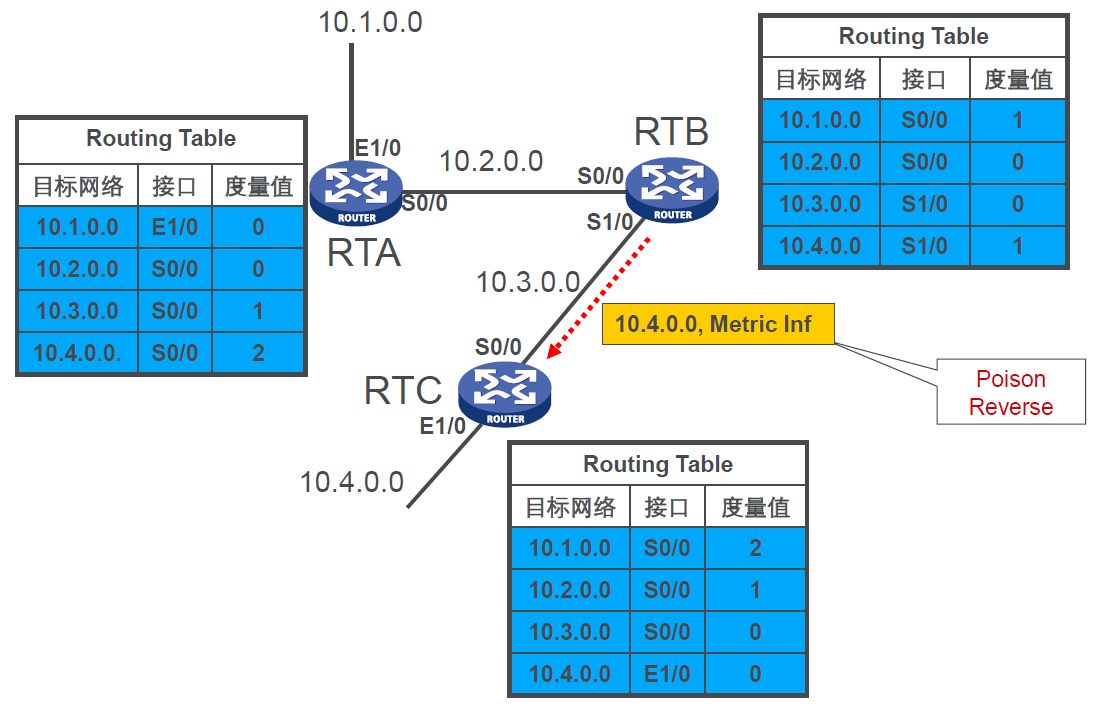 10.1.0.0
Routing Table
目标网络 接口 度量值
10.1.0.0 S0/0 1
10.2.0.0 S0/0 0
10.3.0.0 S1/0 0
10.4.0.0 S1/0 1
Routing Table
目标网络 接口 度量值
10.1.0.0 E1/0 0
10.2.0.0 S0/0 0
10.3.0.0 S0/0 1
10.4.0.0. S0/0 2
E1/0
ROUTER
S0/0
RTA
10.2.0.0
RTB
S0/0
ROUTER
S1/0
10.3.0.0
10.4.0.0, Metric Inf
Poison
Reverse
S0/0
RTC
ROUTER
E1/0
10.4.0.0
Routing Table
目标网络 接口 度量值
10.1.0.0 S0/0 2
10.2.0.0 S0/0 1
10.3.0.0 S0/0 0
10.4.0.0 E1/0 0